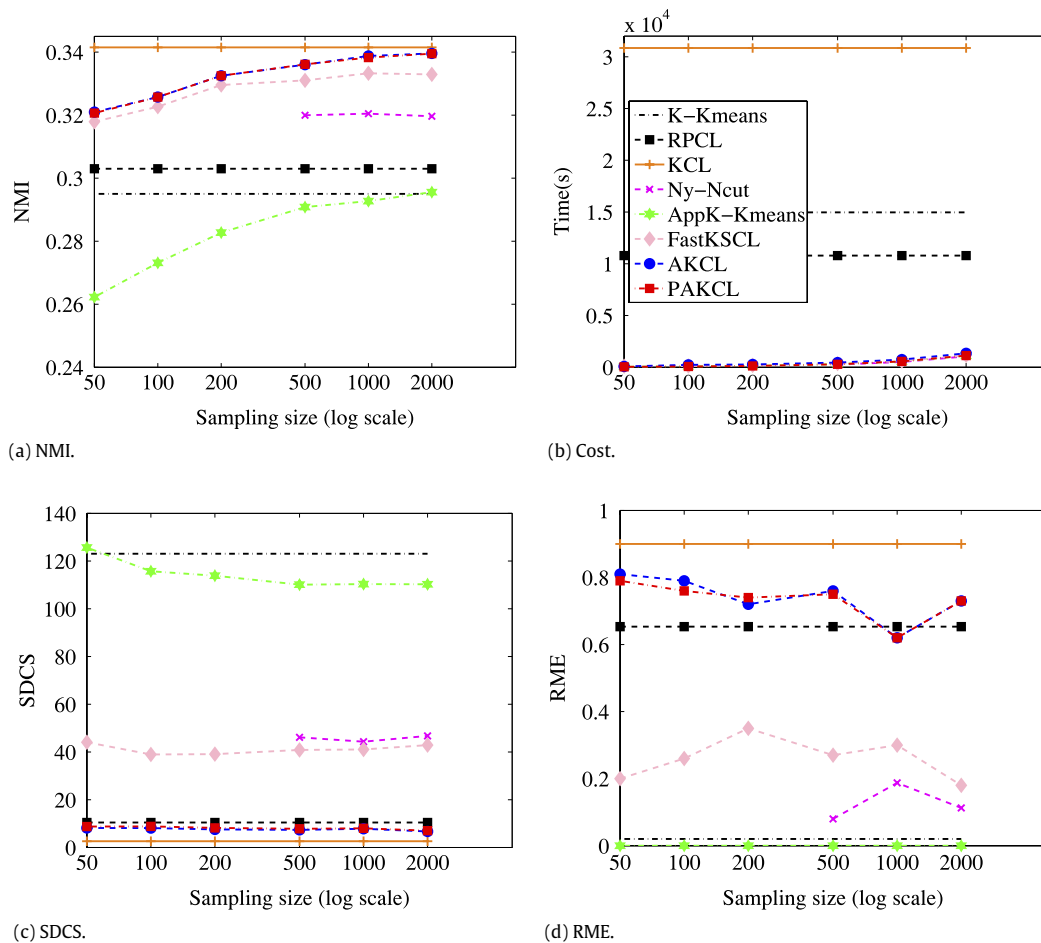 0.34
0.32
0.3
0.28
0.26
0.24
NMI
50 100 200 500 1000 2000
Sampling size (log scale)
(a) NMI.
x 10^4
3
2.5
2
1.5
1
0.5
0
Time(s)
K−Kmeans
RPCL
KCL
Ny−Ncut
AppK−Kmeans
FastKSCL
AKCL
PAKCL
50 100 200 500 1000 2000
Sampling size (log scale)
(b) Cost.
140
120
100
80
60
40
20
0
SDCS
50 100 200 500 1000 2000
Sampling size (log scale)
(c) SDCS.
1
0.8
0.6
0.4
0.2
0
RME
50 100 200 500 1000 2000
Sampling size (log scale)
(d) RME.